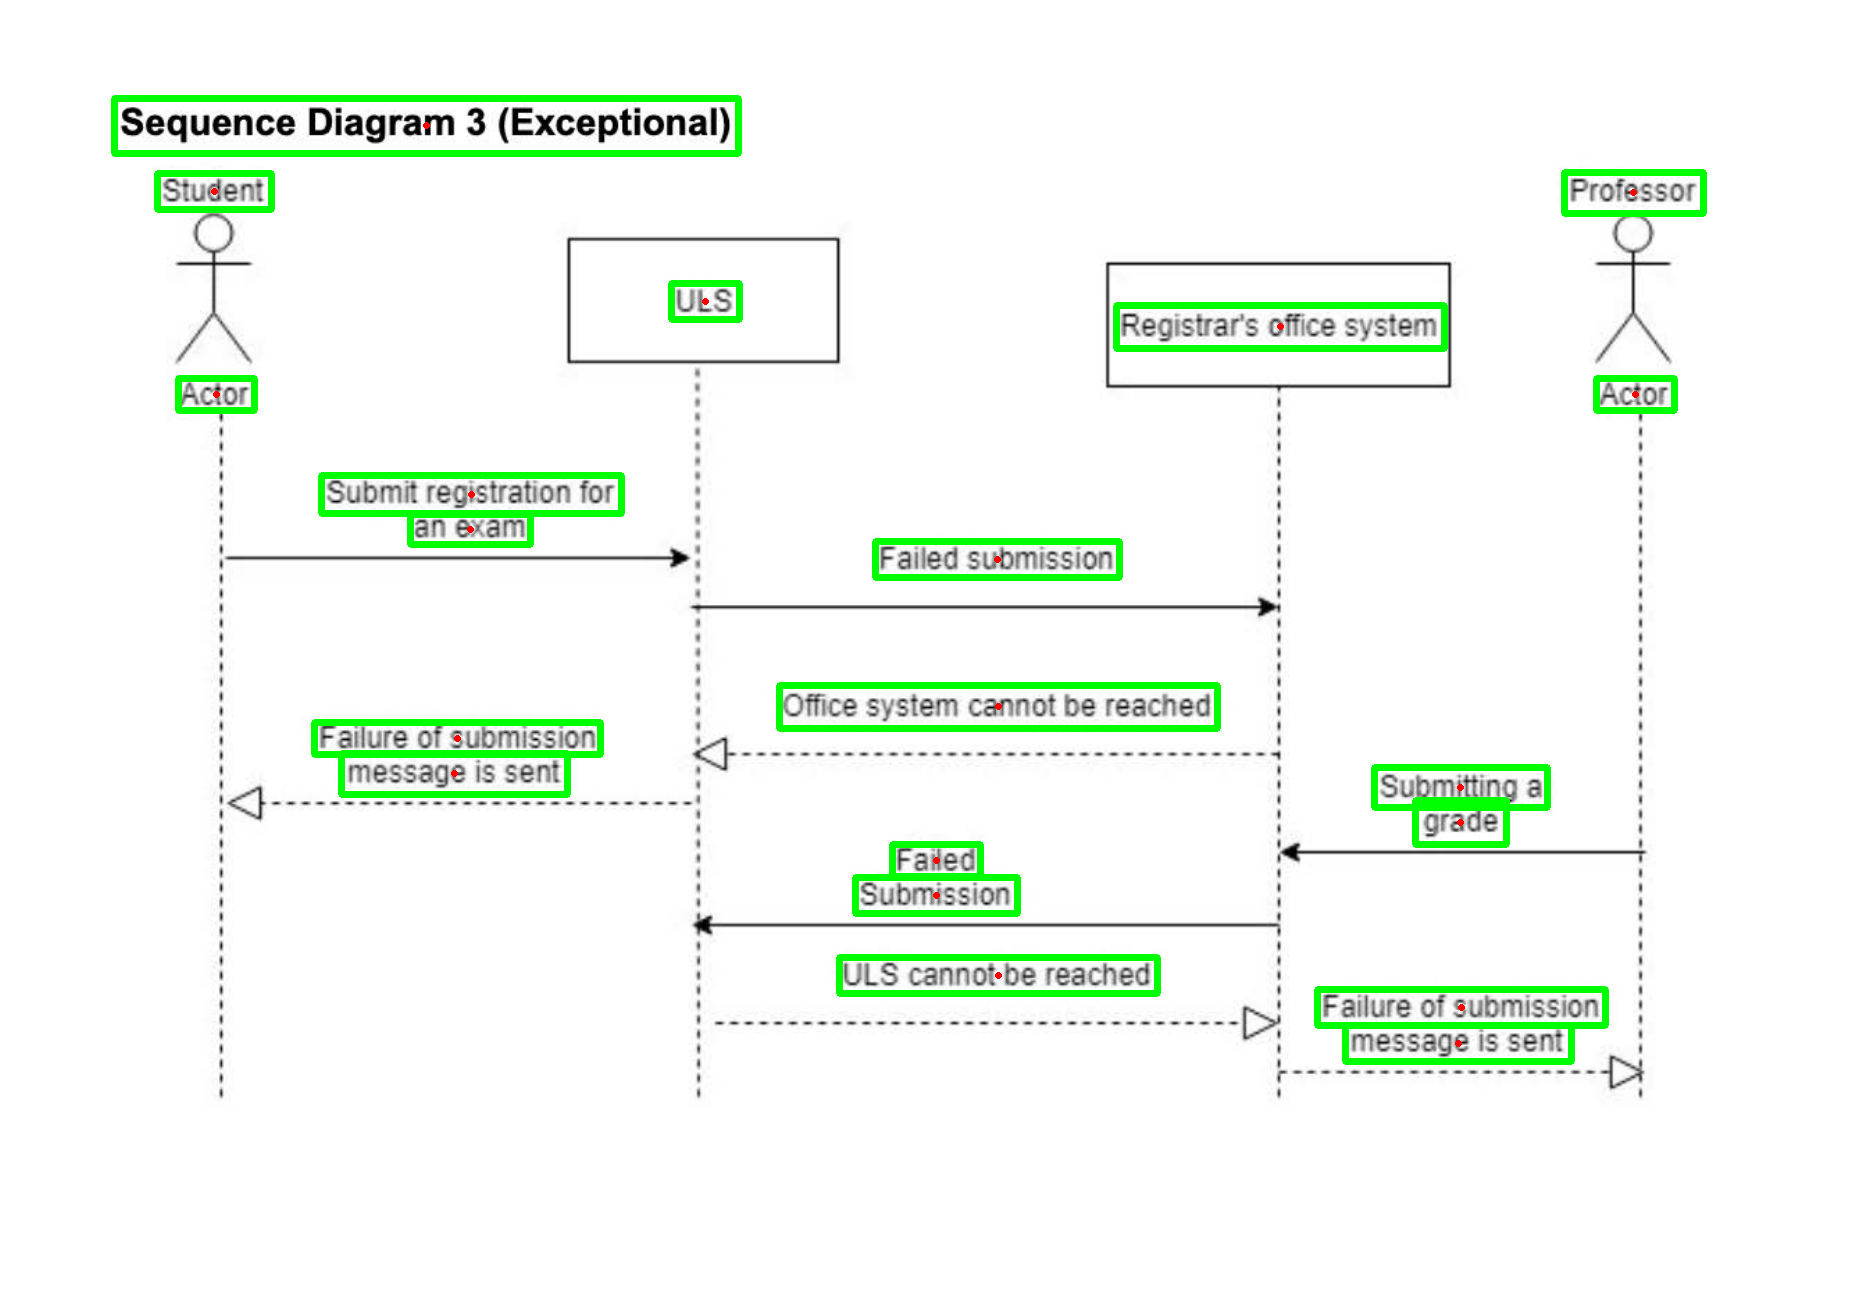 Sequence Diagram 3 (Exceptional)
Student
Professor
ULS
Registrar's office system
Actor
Actor
Submit registration for
an exam
Failed submission
Office system cannot be reached
Failure of submission
message is sent
Submitting a
grade
Failed
Submission
ULS cannot be reached
Failure of submission
message is sent